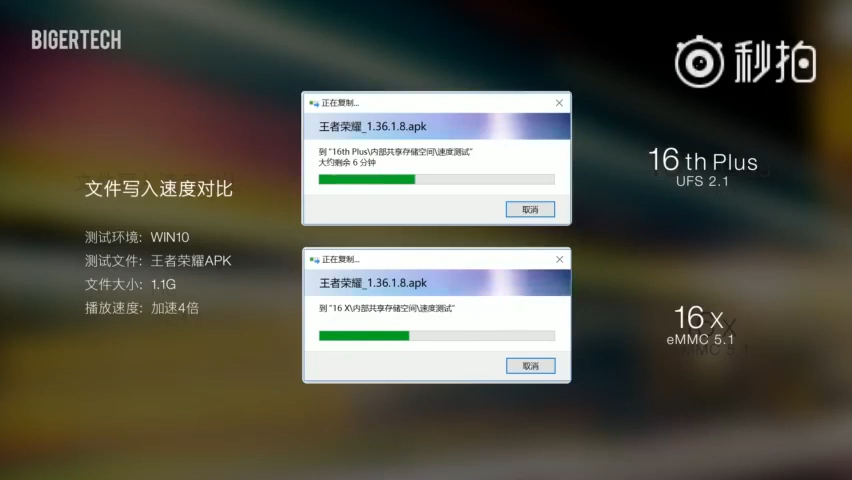 BIGERTECH
秒拍
文件写入速度对比
测试环境: WIN10
测试文件: 王者荣耀APK
文件大小: 1.1G
播放速度: 加速4倍
正在复制...
王者荣耀_1.36.1.8.apk
到 "16th Plus\内部共享存储空间\速度测试"
大约剩余 6 分钟
取消
16 th Plus
UFS 2.1
正在复制...
王者荣耀_1.36.1.8.apk
到 "16 X\内部共享存储空间\速度测试"
取消
16 X
eMMC 5.1